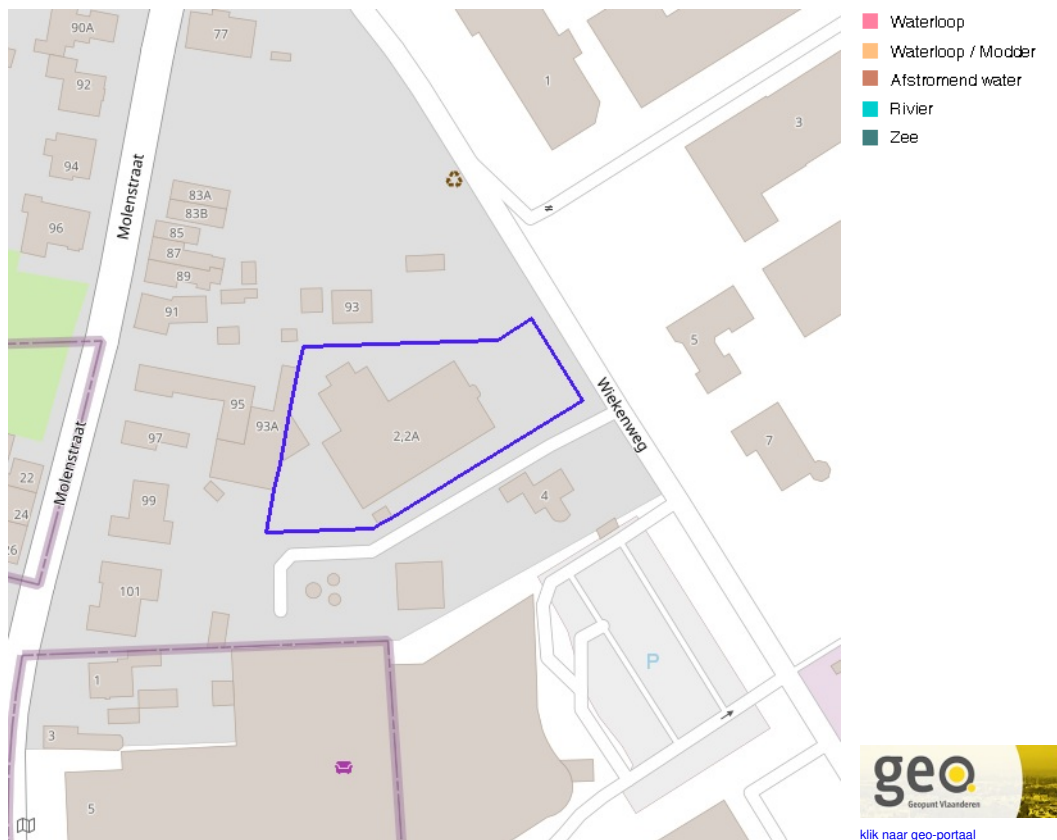 90A
77
92
1
3
94
Molenstraat
83A
83B
96
85
87
89
91
93
5
Wiekenweg
95
93A
2,2A
97
7
Molenstraat
22
99
4
24
26
101
P
1
3
5
Waterloop
Waterloop / Modder
Afstromend water
Rivier
Zee
geo.
Geopunt Vlaanderen
klik naar geo-portaal